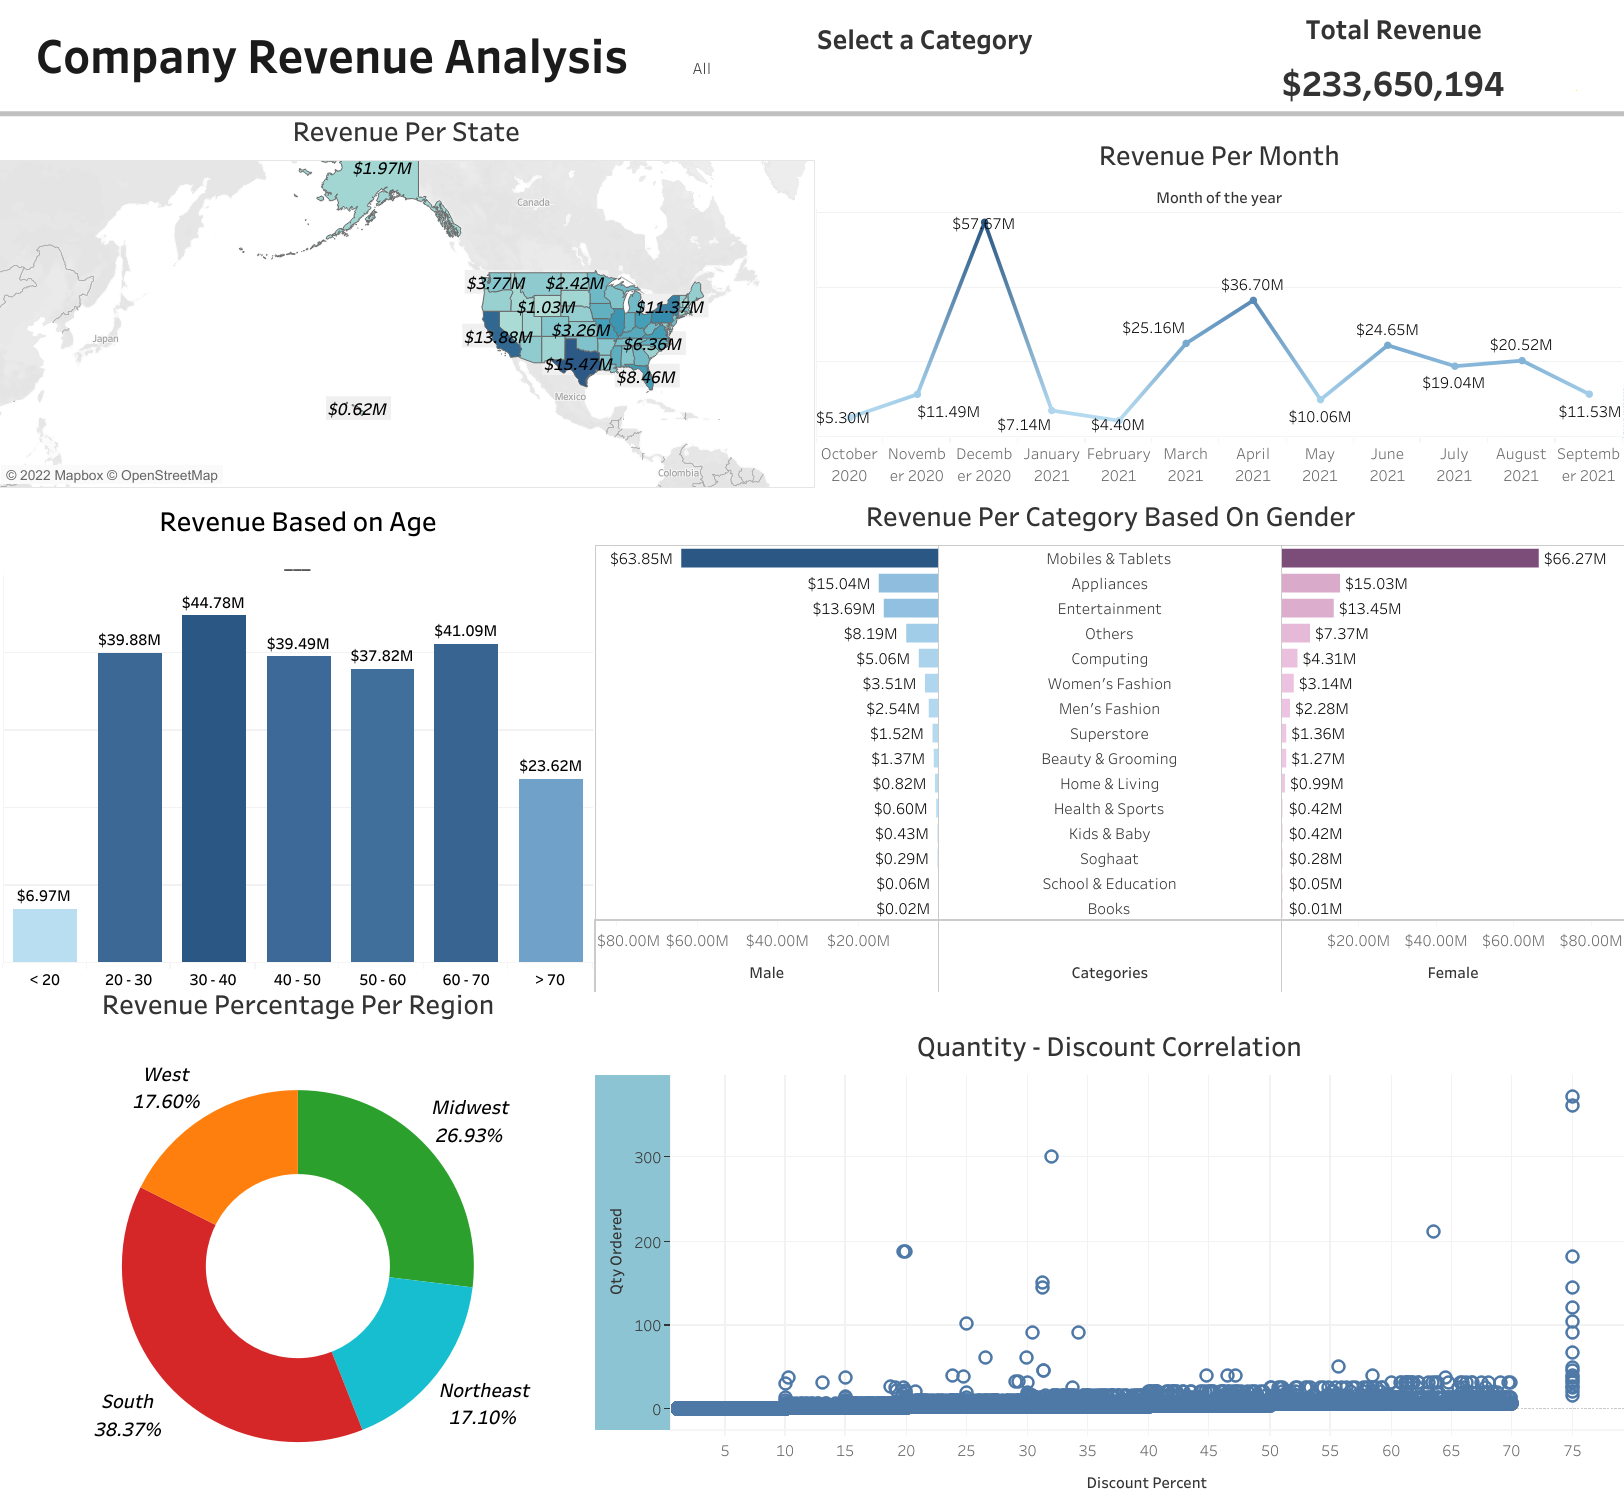 Company Revenue Analysis
Select a Category
All
Total Revenue
$233,650,194
Revenue Per State
$1.97M
Canada
$3.77M
$2.42M
$1.03M
$11.37M
$13.88M
$3.26M
$6.36M
$15.47M
$8.46M
Japan
Mexico
$0.62M
Colombia
© 2022 Mapbox © OpenStreetMap
Revenue Per Month
Month of the year
$57.67M
$36.70M
$25.16M
$24.65M
$20.52M
$19.04M
$5.30M
$11.49M
$7.14M
$4.40M
$10.06M
$11.53M
October Novemb Decemb January February March April May June July August Septemb
2020 er 2020 er 2020 2021 2021 2021 2021 2021 2021 2021 2021 er 2021
Revenue Based on Age
$6.97M
$39.88M
$44.78M
$39.49M
$37.82M
$41.09M
$23.62M
< 20 20 - 30 30 - 40 40 - 50 50 - 60 60 - 70 > 70
Revenue Per Category Based On Gender
$63.85M Mobiles & Tablets $66.27M
$15.04M Appliances $15.03M
$13.69M Entertainment $13.45M
$8.19M Others $7.37M
$5.06M Computing $4.31M
$3.51M Women's Fashion $3.14M
$2.54M Men's Fashion $2.28M
$1.52M Superstore $1.36M
$1.37M Beauty & Grooming $1.27M
$0.82M Home & Living $0.99M
$0.60M Health & Sports $0.42M
$0.43M Kids & Baby $0.42M
$0.29M Soghaat $0.28M
$0.06M School & Education $0.05M
$0.02M Books $0.01M
$80.00M $60.00M $40.00M $20.00M $20.00M $40.00M $60.00M $80.00M
Male Categories Female
Revenue Percentage Per Region
West
17.60%
Midwest
26.93%
South
38.37%
Northeast
17.10%
Quantity - Discount Correlation
Qty Ordered
300
200
100
0
5 10 15 20 25 30 35 40 45 50 55 60 65 70 75
Discount Percent